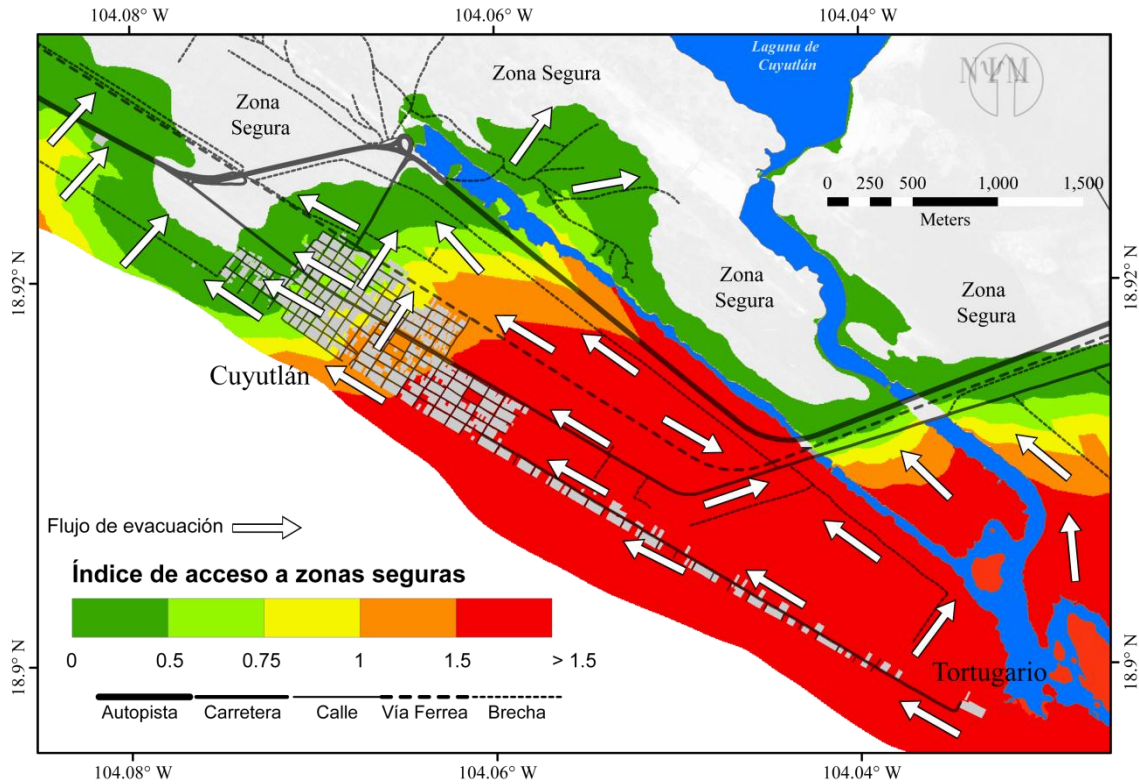 104.08° W
104.06° W
104.04° W
Laguna de
Cuyutlán
NM
Zona Segura
Zona
Segura
0 250 500 1,000 1,500
Meters
18.92° N
18.92° N
Zona
Segura
Zona
Segura
Cuyutlán
Flujo de evacuación
Índice de acceso a zonas seguras
0 0.5 0.75 1 1.5 > 1.5
Autopista Carretera Calle Vía Ferrea Brecha
Tortugario
18.9° N
18.9° N
104.08° W
104.06° W
104.04° W